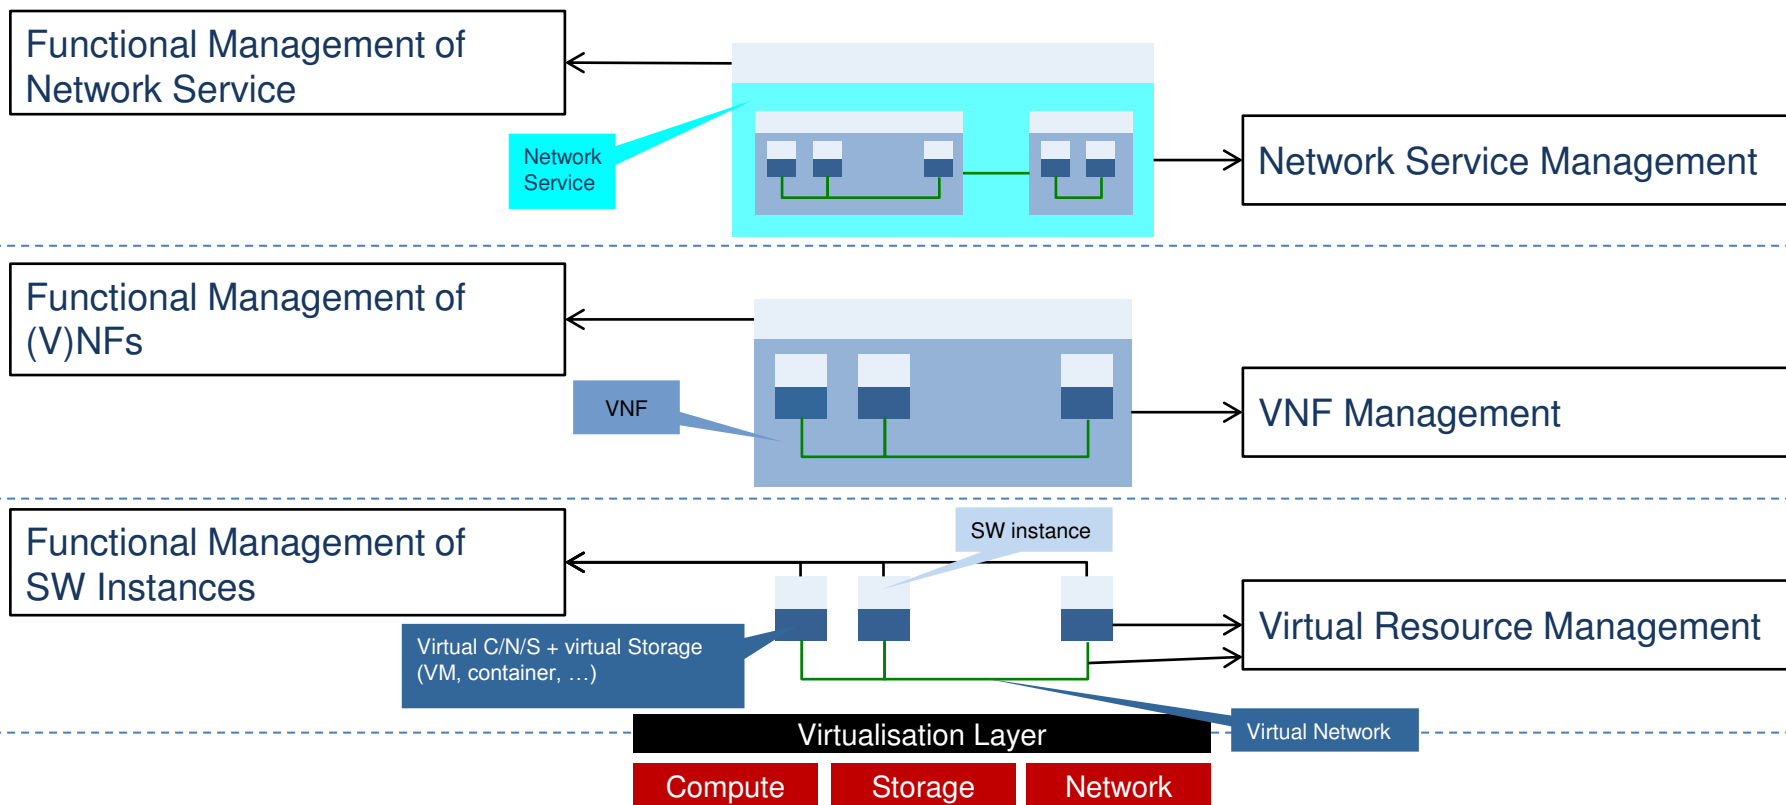 Functional Management of
Network Service
Network
Service
Network Service Management
Functional Management of
(V)NFs
VNF
VNF Management
Functional Management of
SW Instances
SW instance
Virtual C/N/S + virtual Storage
(VM, container, …)
Virtual Resource Management
Virtual Network
Virtualisation Layer
Compute
Storage
Network